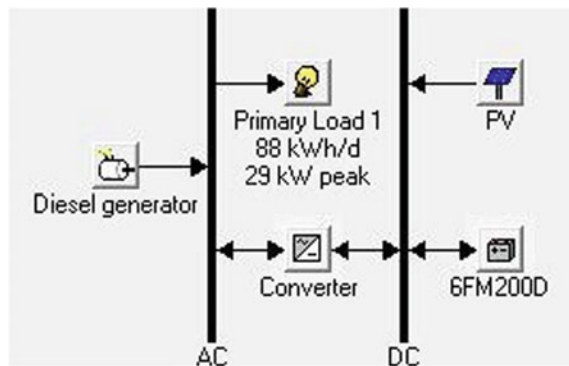 Primary Load 1
88 kWh/d
29 kW peak
PV
Diesel generator
Converter
6FM200D
AC
DC